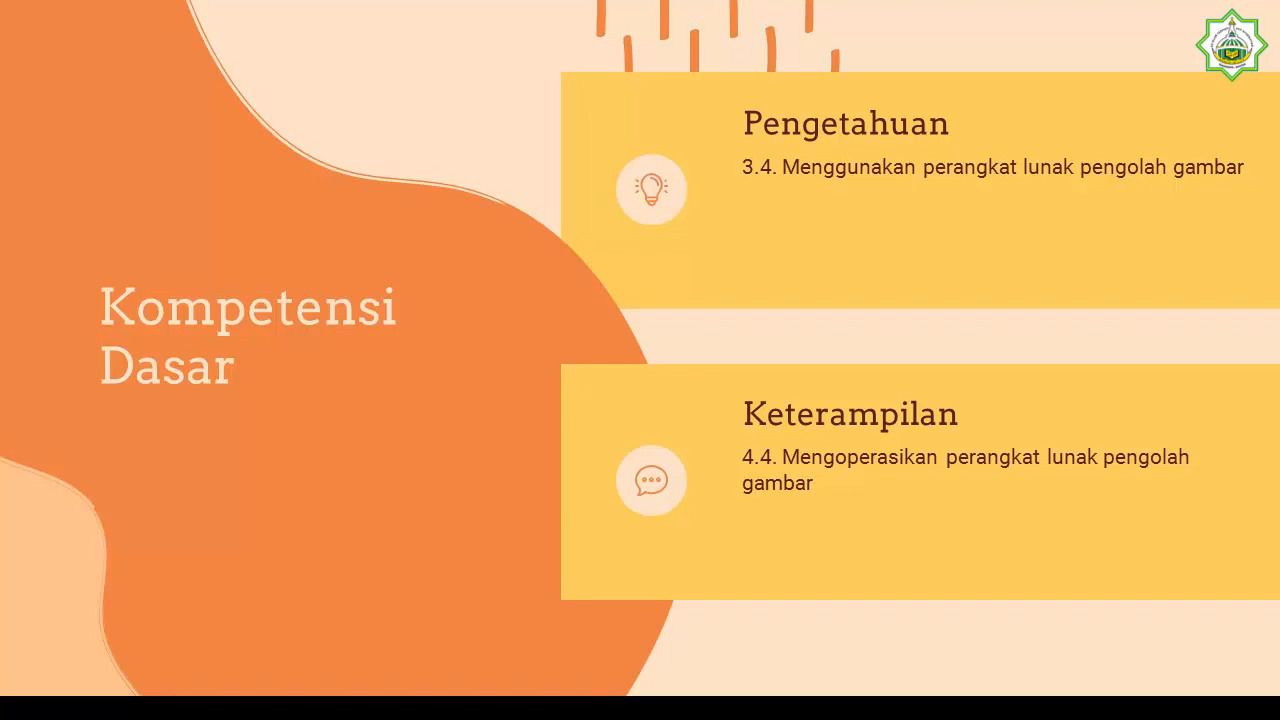 Kompetensi
Dasar
Pengetahuan
3.4. Menggunakan perangkat lunak pengolah gambar
Keterampilan
4.4. Mengoperasikan perangkat lunak pengolah
gambar